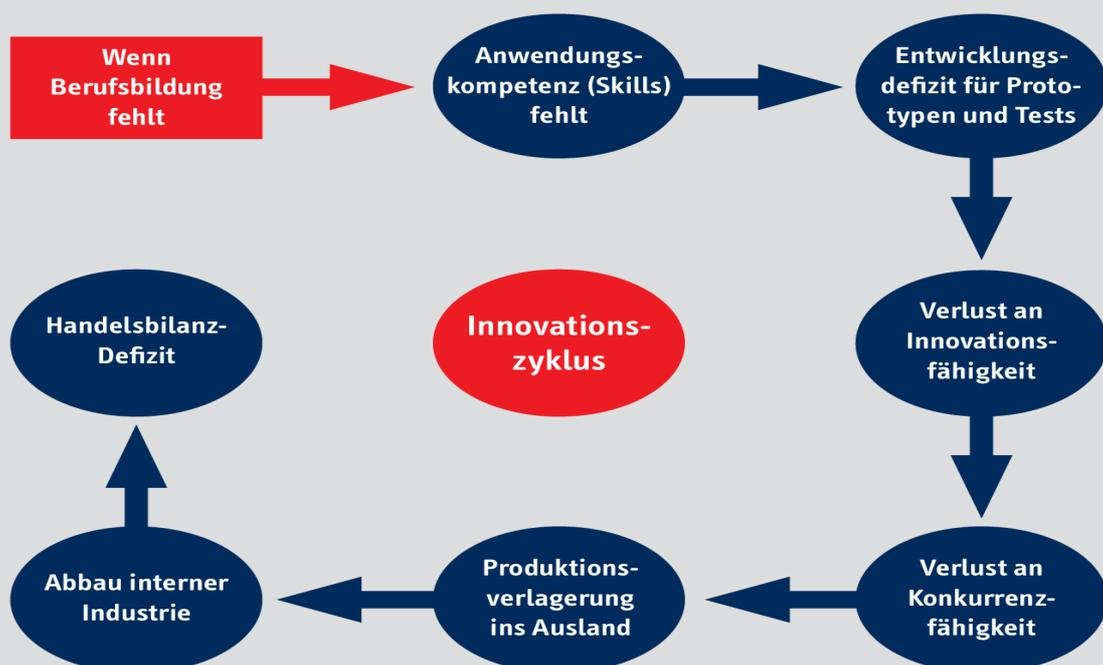 Wenn
Berufsbildung
fehlt
Anwendungs-
kompetenz (Skills)
fehlt
Entwicklungs-
defizit für Proto-
typen und Tests
Verlust an
Innovations-
fähigkeit
Verlust an
Konkurrenz-
fähigkeit
Produktions-
verlagerung
ins Ausland
Abbau interner
Industrie
Handelsbilanz-
Defizit
Innovations-
zyklus